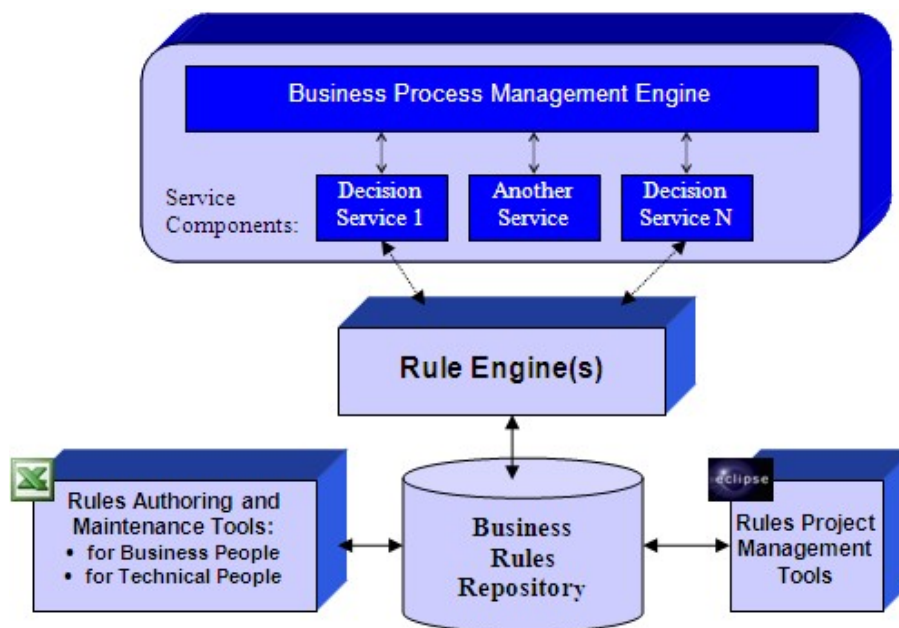 Business Process Management Engine
Service
Components:
Decision
Service 1
Another
Service
Decision
Service N
Rule Engine(s)
Rules Authoring and
Maintenance Tools:
• for Business People
• for Technical People
Business
Rules
Repository
eclipse
Rules Project
Management
Tools